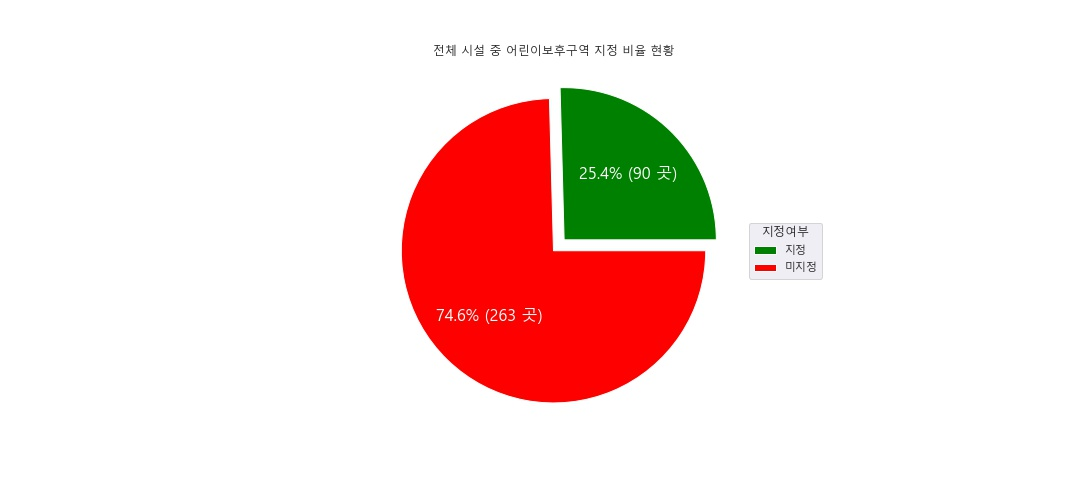 전체 시설 중 어린이보후구역 지정 비율 현황
25.4% (90 곳)
74.6% (263 곳)
지정여부
지정
미지정